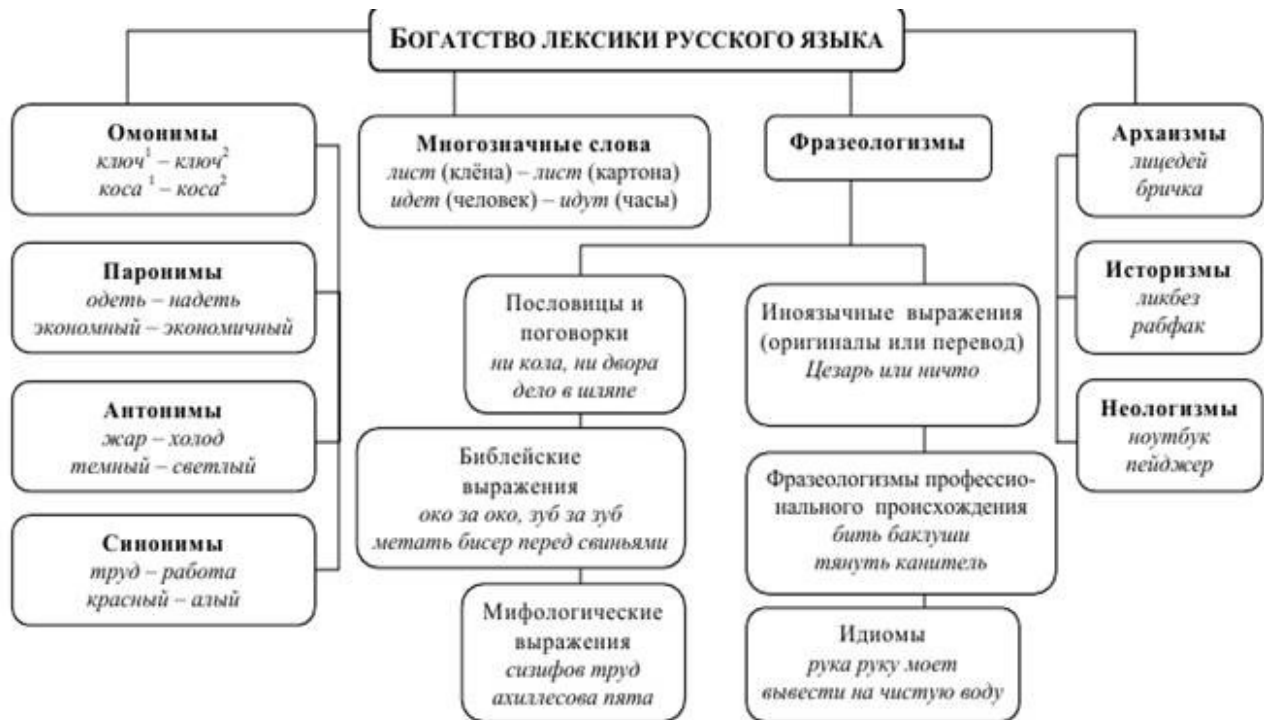 БОГАТСТВО ЛЕКСИКИ РУССКОГО ЯЗЫКА
Омонимы
ключ¹ – ключ²
коса ¹ – коса²
Паронимы
одеть – надеть
экономный – экономичный
Антонимы
жар – холод
темный – светлый
Синонимы
труд – работа
красный – алый
Многозначные слова
лист (клёна) – лист (картона)
идет (человек) – идут (часы)
Фразеологизмы
Пословицы и
поговорки
ни кола, ни двора
дело в шляпе
Библейские
выражения
око за око, зуб за зуб
метать бисер перед свиньями
Мифологические
выражения
сизифов труд
ахиллесова пята
Иноязычные выражения
(оригиналы или перевод)
Цезарь или ничто
Фразеологизмы профессио-
нального происхождения
бить баклуши
тянуть канитель
Идиомы
рука руку моет
вывести на чистую воду
Архаизмы
лицедей
бричка
Историзмы
ликбез
рабфак
Неологизмы
ноутбук
пейджер